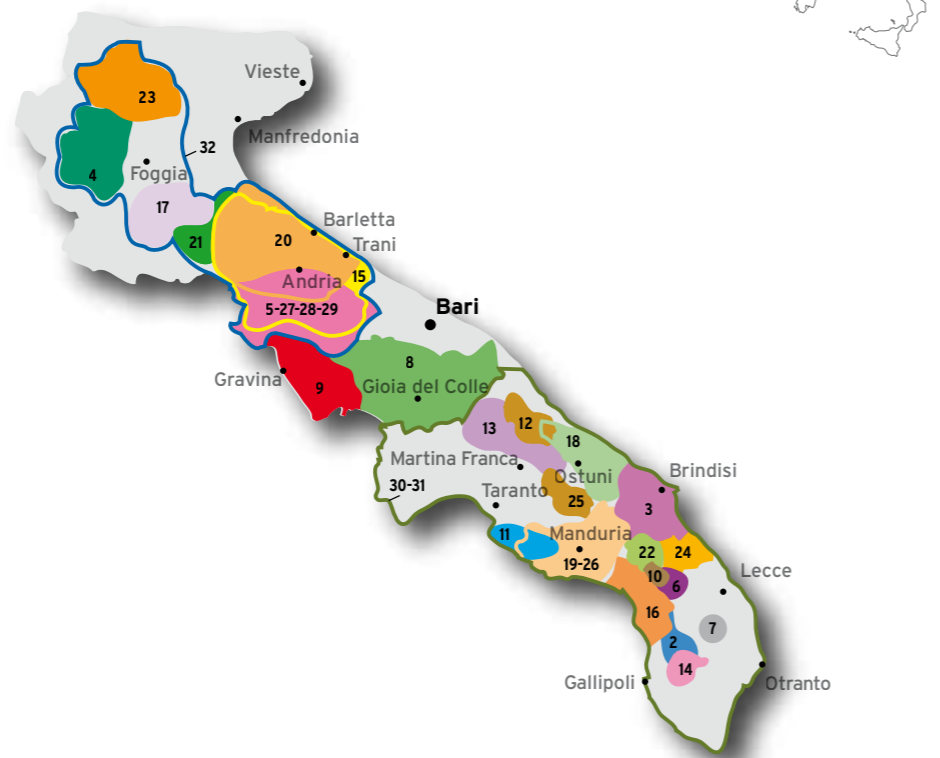 Vieste
23
Manfredonia
32
Foggia
4
17
Barletta
21
20
Trani
Andria
15
5-27-28-29
Bari
8
Gravina
9
Gioia del Colle
13
12
18
Martina Franca
Ostuni
Brindisi
30-31
Taranto
25
3
11
Manduria
22
24
19-26
10
6
Lecce
16
7
2
14
Gallipoli
Otranto